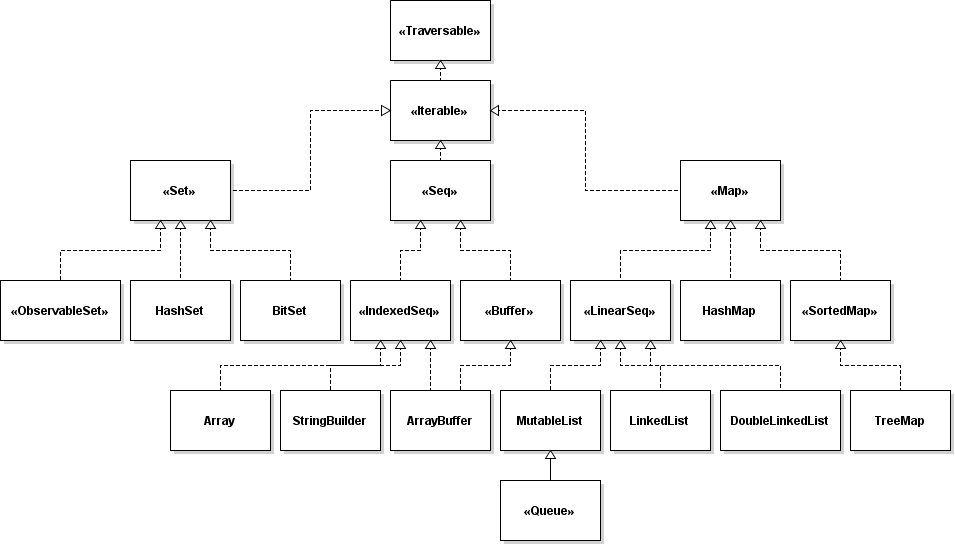 «Traversable»
«Iterable»
«Set»
«Seq»
«Map»
«ObservableSet»
HashSet
BitSet
«IndexedSeq»
«Buffer»
«LinearSeq»
HashMap
«SortedMap»
Array
StringBuilder
ArrayBuffer
MutableList
LinkedList
DoubleLinkedList
TreeMap
«Queue»